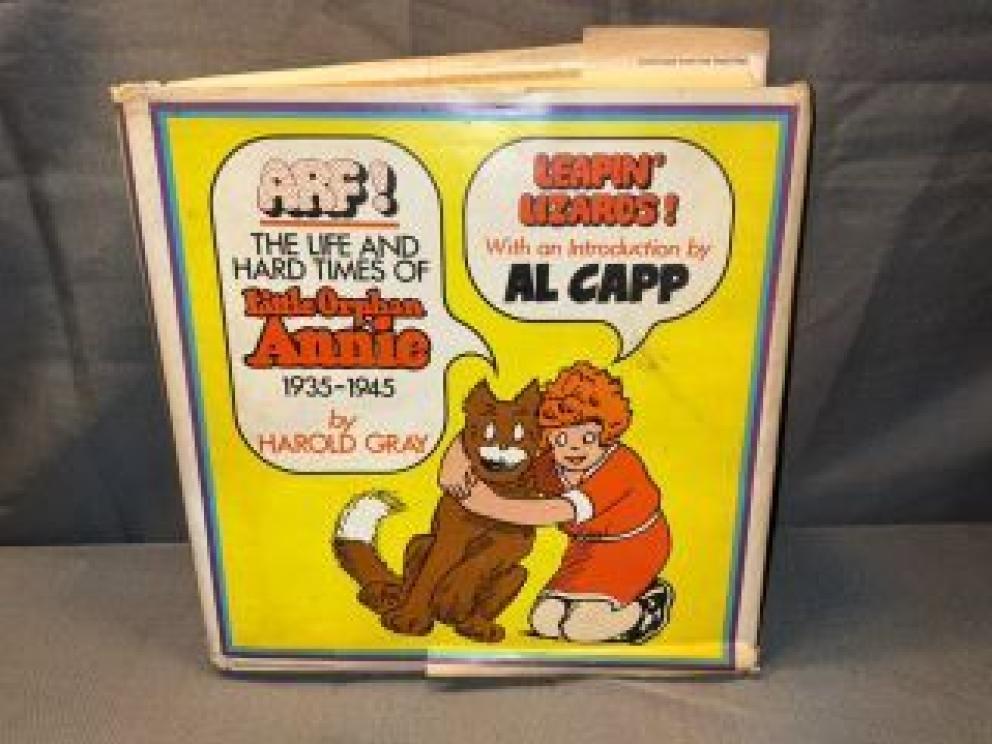 ARF!
THE LIFE AND
HARD TIMES OF
Little Orphan
Annie
1935-1945
by
HAROLD GRAY
LEAPIN'
LIZARDS!
With an Introduction by
AL CAPP